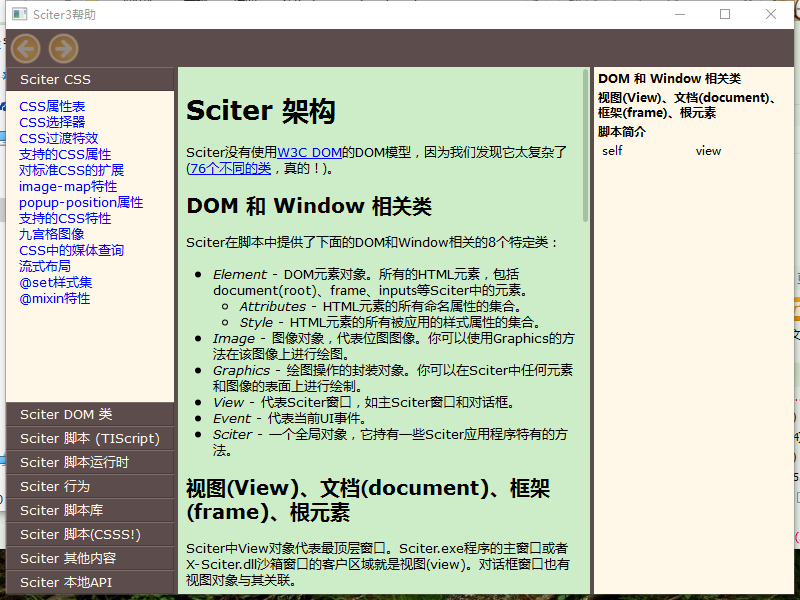 Sciter3帮助
Sciter CSS
CSS属性表
CSS选择器
CSS过渡特效
支持的CSS属性
对标准CSS的扩展
image-map特性
popup-position属性
支持的CSS特性
九宫格图像
CSS中的媒体查询
流式布局
@set样式集
@mixin特性
Sciter DOM 类
Sciter 脚本 (TIScript)
Sciter 脚本运行时
Sciter 行为
Sciter 脚本库
Sciter 脚本(CSSS!)
Sciter 其他内容
Sciter 本地API
Sciter 架构
Sciter没有使用W3C DOM的DOM模型，因为我们发现它太复杂了
(76个不同的类，真的！)。
DOM 和 Window 相关类
Sciter在脚本中提供了下面的DOM和Window相关的8个特定类：
Element - DOM元素对象。所有的HTML元素，包括
document(root)、frame、inputs等Sciter中的元素。
Attributes - HTML元素的所有命名属性的集合。
Style - HTML元素的所有被应用的样式属性的集合。
Image - 图像对象，代表位图图像。你可以使用Graphics的方
法在该图像上进行绘图。
Graphics - 绘图操作的封装对象。你可以在Sciter中任何元素
和图像的表面上进行绘制。
View - 代表Sciter窗口，如主Sciter窗口和对话框。
Event - 代表当前UI事件。
Sciter - 一个全局对象，它持有一些Sciter应用程序特有的方
法。
视图(View)、文档(document)、框架
(frame)、根元素
Sciter中View对象代表最顶层窗口。Sciter.exe程序的主窗口或者
X-Sciter.dll沙箱窗口的客户区域就是视图(view)。对话框窗口也有
视图对象与其关联。
DOM 和 Window 相关类
视图(View)、文档(document)、
框架(frame)、根元素
脚本简介
self view